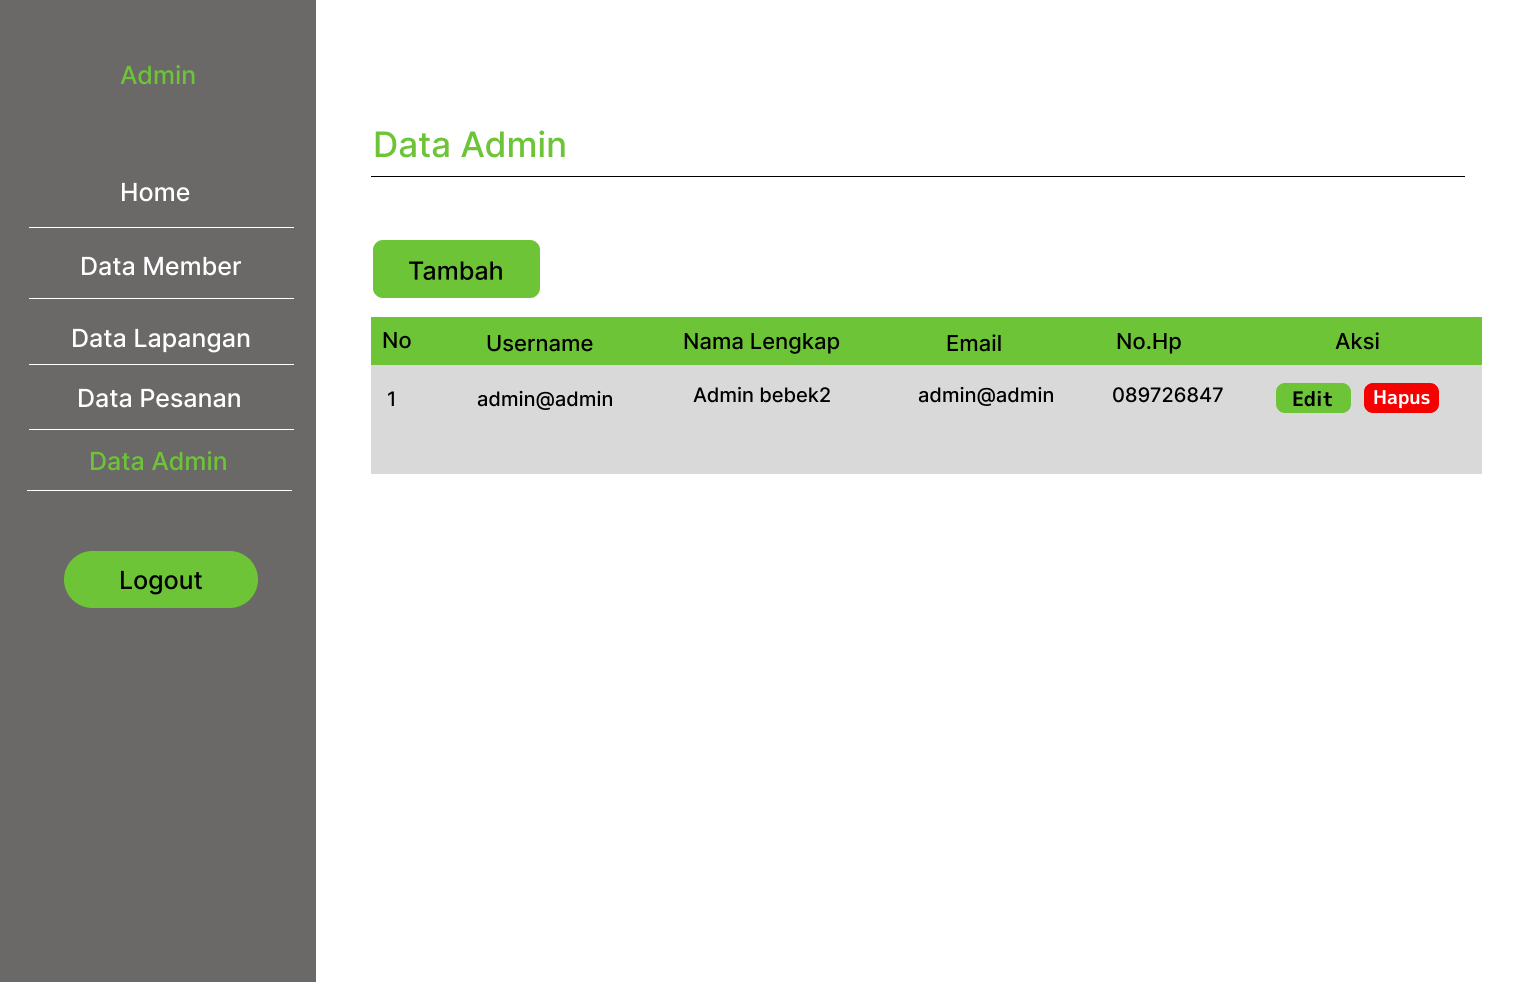 Admin
Home
Data Member
Data Lapangan
Data Pesanan
Data Admin
Logout
Data Admin
Tambah
No Username Nama Lengkap Email No.Hp Aksi
1 admin@admin Admin bebek2 admin@admin 089726847 Edit Hapus